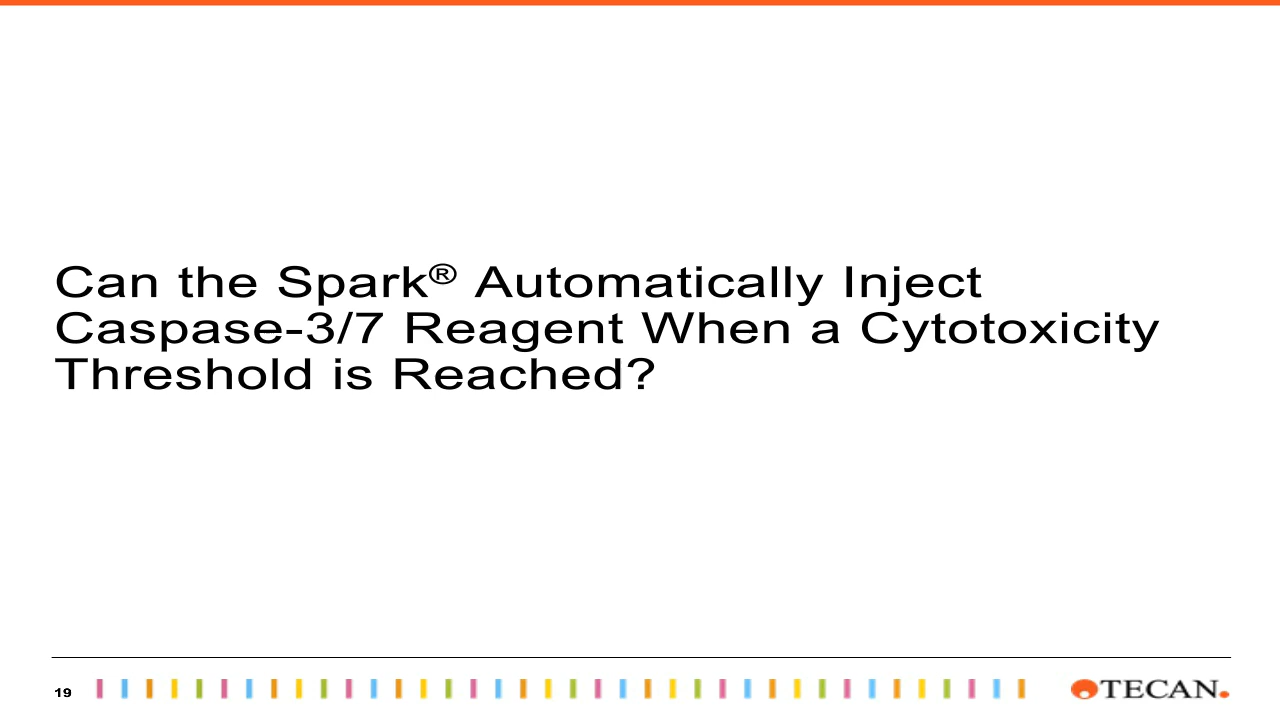 Can the Spark® Automatically Inject
Caspase-3/7 Reagent When a Cytotoxicity
Threshold is Reached?
19
TECAN.